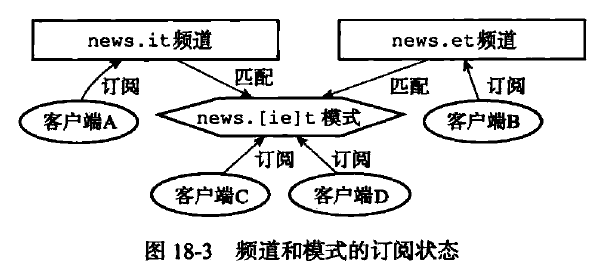 news.it频道
news.et频道
订阅
匹配
匹配
订阅
客户端A
news.[ie]t 模式
客户端B
订阅
订阅
客户端C
客户端D
图 18-3 频道和模式的订阅状态